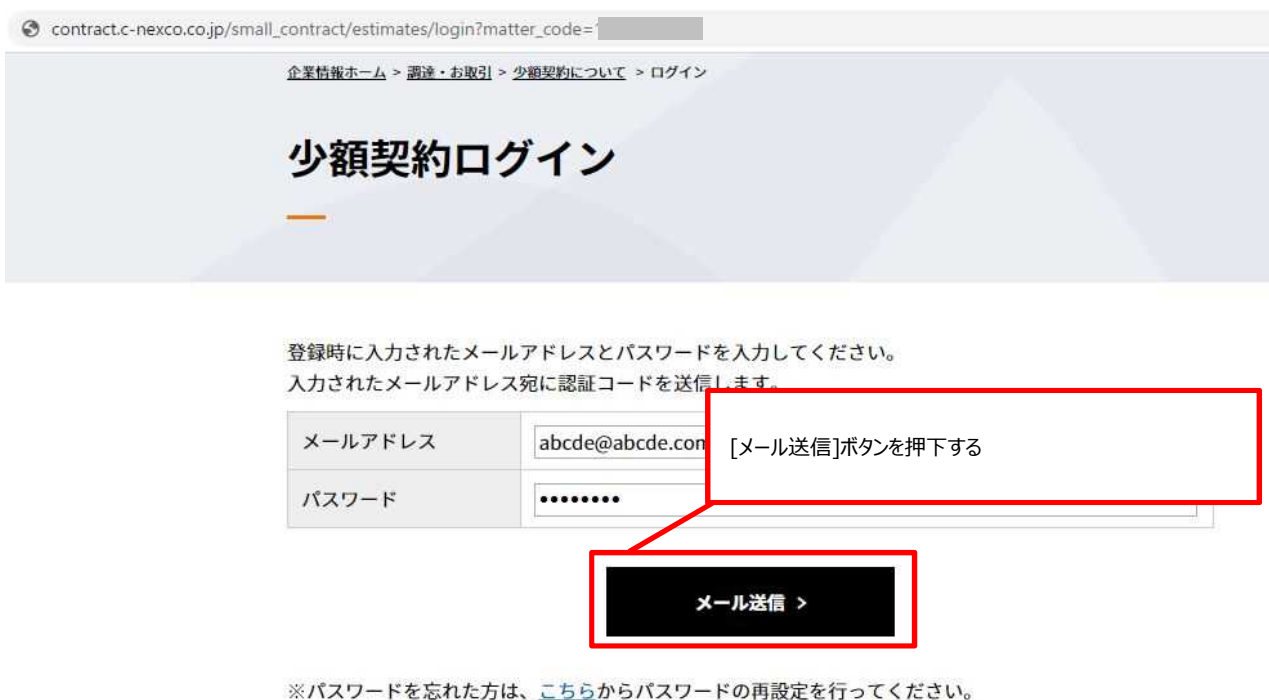 contract.c-nexco.co.jp/small_contract/estimates/login?matter_code=
企業情報ホーム > 調達・お取引 > 少額契約について > ログイン
少額契約ログイン
登録時に入力されたメールアドレスとパスワードを入力してください。
入力されたメールアドレス宛に認証コードを送信します。
メールアドレス abcde@abcde.com
[メール送信]ボタンを押下する
パスワード ••••••••
メール送信 >
※パスワードを忘れた方は、こちらからパスワードの再設定を行ってください。